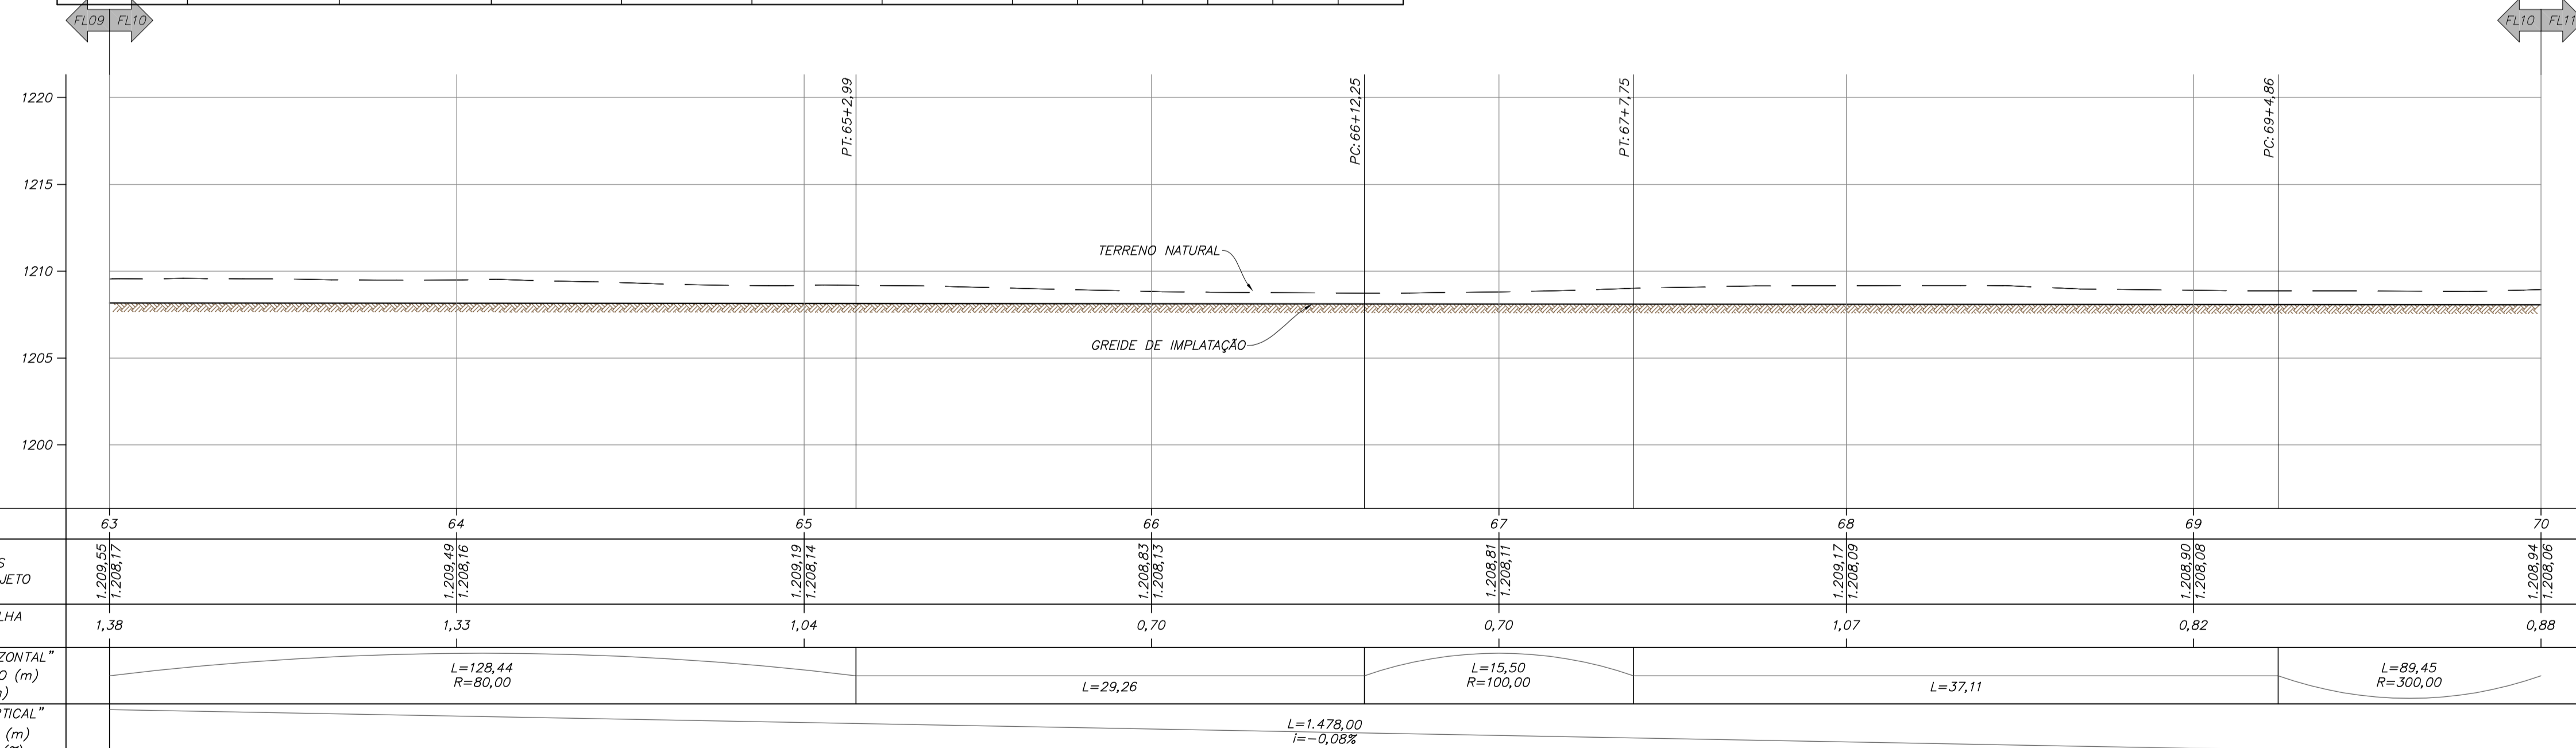 FL09 FL10
FL10 FL11
PT:65+2,99
PC:66+12,25
PT:67+7,75
PC:69+4,86
1220
1215
1210
1205
1200
TERRENO NATURAL
GREIDE DE IMPLATAÇÃO
63 64 65 66 67 68 69 70
S
JETO
1.209,55
1.208,17
1.209,49
1.208,16
1.209,19
1.208,14
1.208,83
1.208,13
1.208,81
1.208,11
1.209,17
1.208,09
1.208,90
1.208,08
1.208,94
1.208,06
LHA
1,38 1,33 1,04 0,70 0,70 1,07 0,82 0,88
ZONTAL"
O (m)
)
L=128,44
R=80,00
L=29,26
L=15,50
R=100,00
L=37,11
L=89,45
R=300,00
TICAL"
(m)
L=1.478,00
i=-0,08%